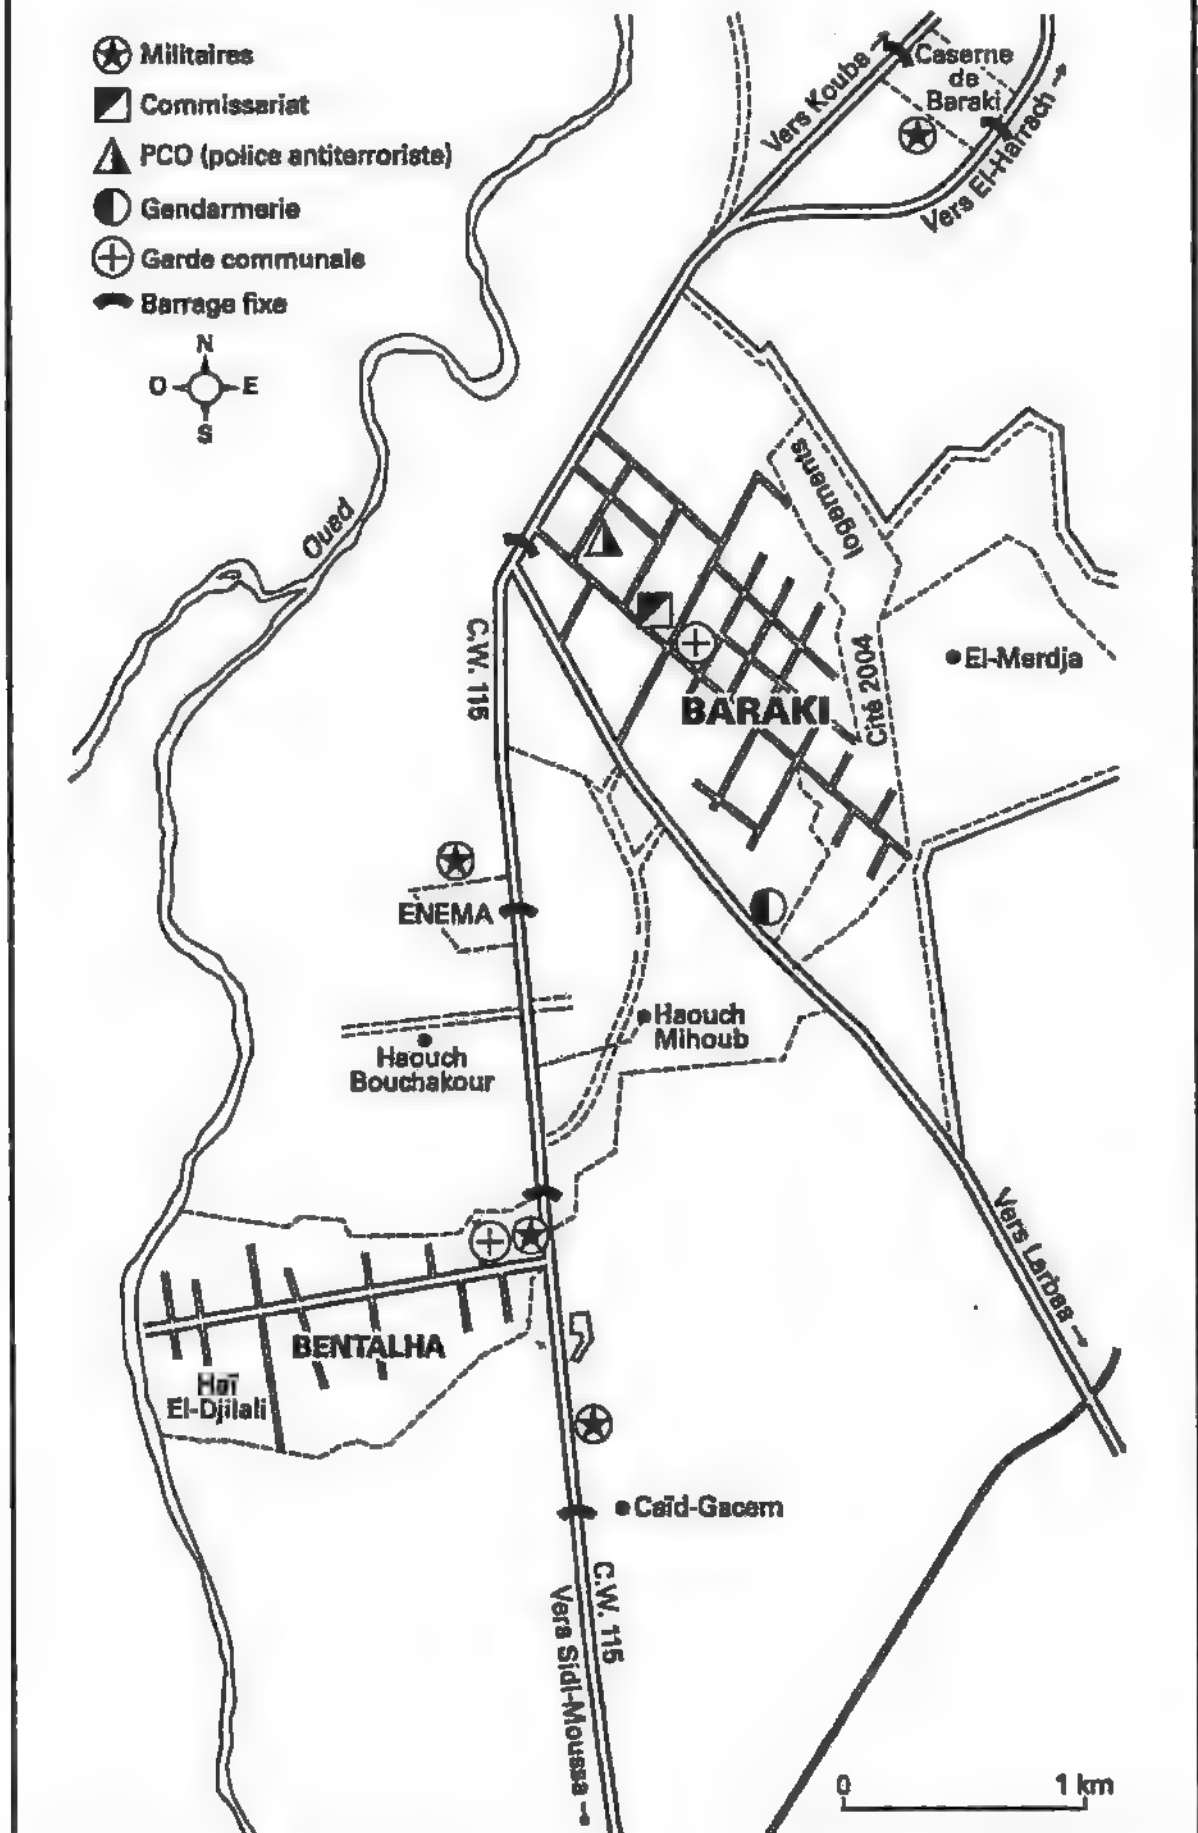 Militaires
Commissariat
PCO (police antiterroriste)
Gendarmerie
Garde communale
Barrage fixe
N
O
E
S
Vers Kouba
Caserne
de
Baraki
Vers El-Harrach
Oued
logements
Cité 2004
El-Merdja
C.W. 115
BARAKI
ENEMA
Haouch
Mihoub
Haouch
Bouchakour
Vers Larbaa
BENTALHA
Haï
El-Djilali
Caïd-Gacem
C.W. 115
Vers Sidi-Moussa
0
1 km